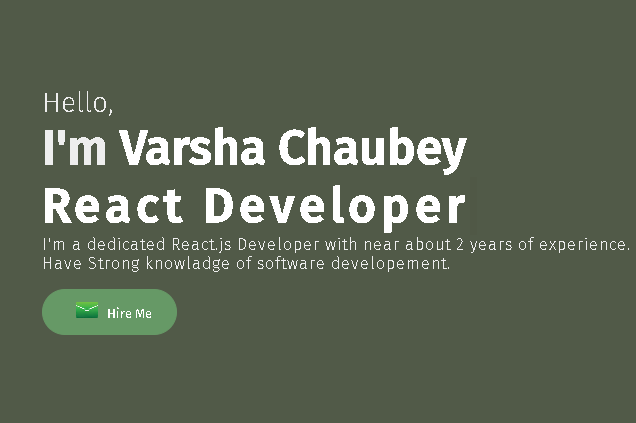 Hello,
I'm Varsha Chaubey
React Developer
I'm a dedicated React.js Developer with near about 2 years of experience.
Have Strong knowladge of software developement.
Hire Me